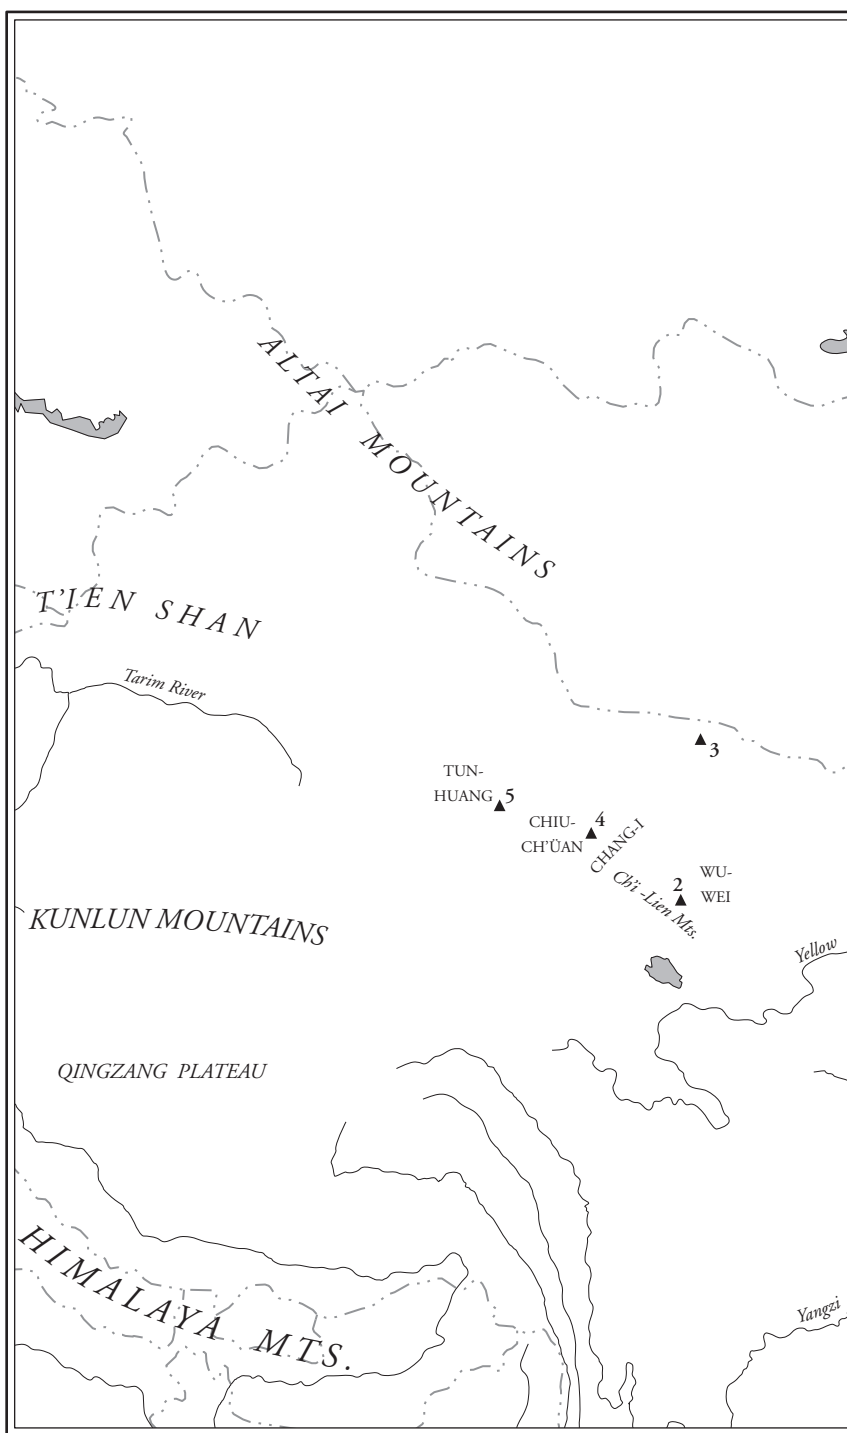 ALTAI MOUNTAINS
T’IEN SHAN
Tarim River
3
TUN-
HUANG
5
CHIU-
CH’ÜAN
4
CHANG-I
Ch’i -Lien Mts.
2
WU-
WEI
KUNLUN MOUNTAINS
Yellow
QINGZANG PLATEAU
HIMALAYA MTS.
Yangzi